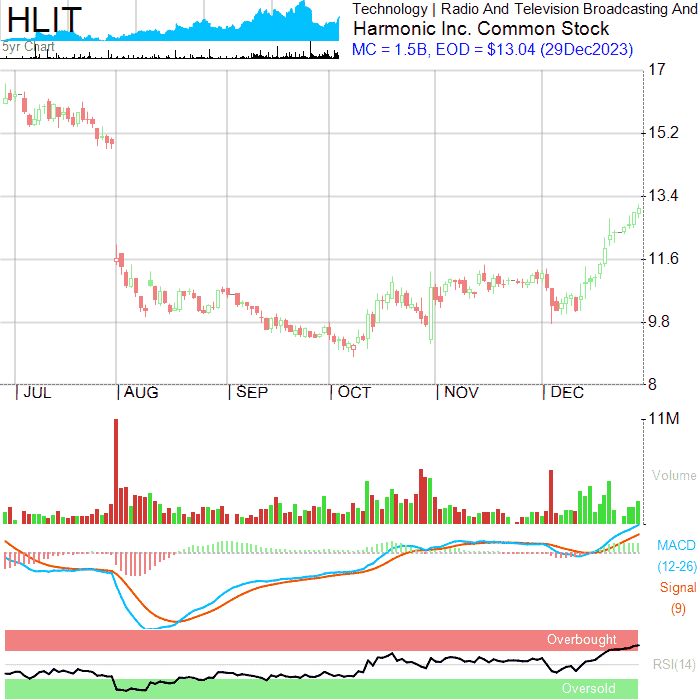 HLIT
5yr Chart
Technology | Radio And Television Broadcasting And
Harmonic Inc. Common Stock
MC = 1.5B, EOD = $13.04 (29Dec2023)
17
15.2
13.4
11.6
9.8
8
JUL
AUG
SEP
OCT
NOV
DEC
11M
Volume
MACD
(12-26)
Signal
(9)
Overbought
RSI(14)
Oversold